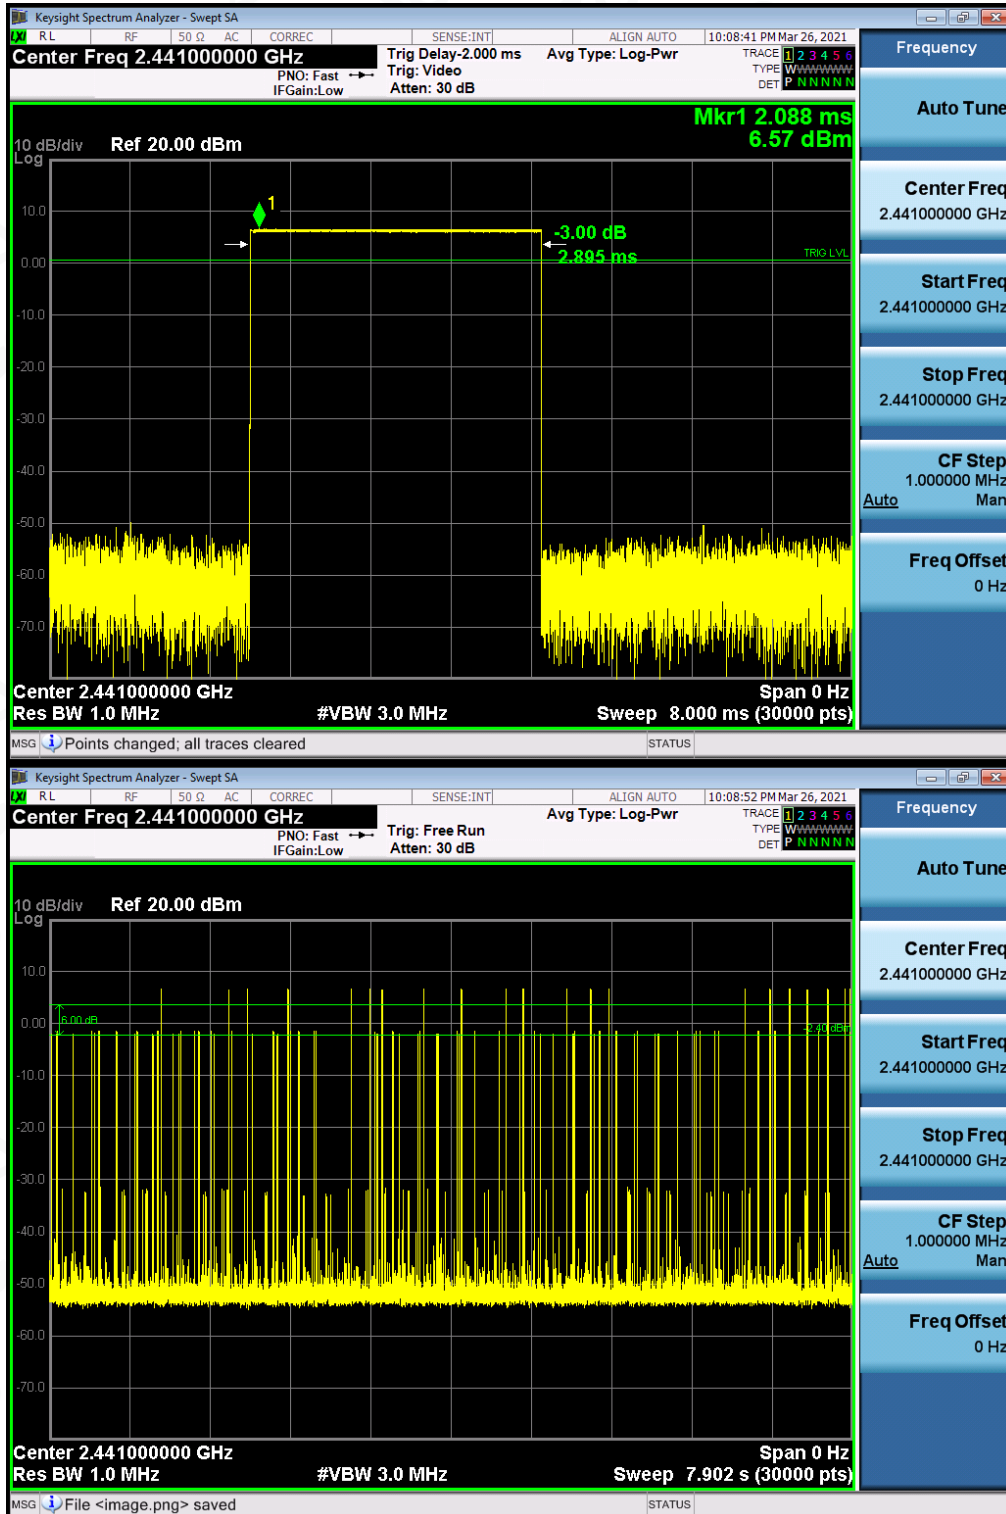 Keysight Spectrum Analyzer - Swept SA
LXI RL RF 50 Ω AC CORREC SENSE:INT ALIGN AUTO 10:08:41 PM Mar 26, 2021
Center Freq 2.441000000 GHz
PNO: Fast
IFGain:Low
Trig Delay-2.000 ms
Trig: Video
Atten: 30 dB
Avg Type: Log-Pwr
TRACE 1 2 3 4 5 6
TYPE WWWWWW
DET P N N N N N
Mkr1 2.088 ms
6.57 dBm
10 dB/div Ref 20.00 dBm
Log
1
10.0
-3.00 dB
2.895 ms
TRIG LVL
0.00
-10.0
-20.0
-30.0
-40.0
-50.0
-60.0
-70.0
Center 2.441000000 GHz Span 0 Hz
Res BW 1.0 MHz #VBW 3.0 MHz Sweep 8.000 ms (30000 pts)
MSG Points changed; all traces cleared STATUS
Frequency
Auto Tune
Center Freq
2.441000000 GHz
Start Freq
2.441000000 GHz
Stop Freq
2.441000000 GHz
CF Step
1.000000 MHz
Auto Man
Freq Offset
0 Hz
Keysight Spectrum Analyzer - Swept SA
LXI RL RF 50 Ω AC CORREC SENSE:INT ALIGN AUTO 10:08:52 PM Mar 26, 2021
Center Freq 2.441000000 GHz
PNO: Fast
IFGain:Low
Trig: Free Run
Atten: 30 dB
Avg Type: Log-Pwr
TRACE 1 2 3 4 5 6
TYPE WWWWWW
DET P N N N N N
10 dB/div Ref 20.00 dBm
Log
10.0
6.00 dB
-2.40 dBm
0.00
-10.0
-20.0
-30.0
-40.0
-50.0
-60.0
-70.0
Center 2.441000000 GHz Span 0 Hz
Res BW 1.0 MHz #VBW 3.0 MHz Sweep 7.902 s (30000 pts)
MSG File <image.png> saved STATUS
Frequency
Auto Tune
Center Freq
2.441000000 GHz
Start Freq
2.441000000 GHz
Stop Freq
2.441000000 GHz
CF Step
1.000000 MHz
Auto Man
Freq Offset
0 Hz